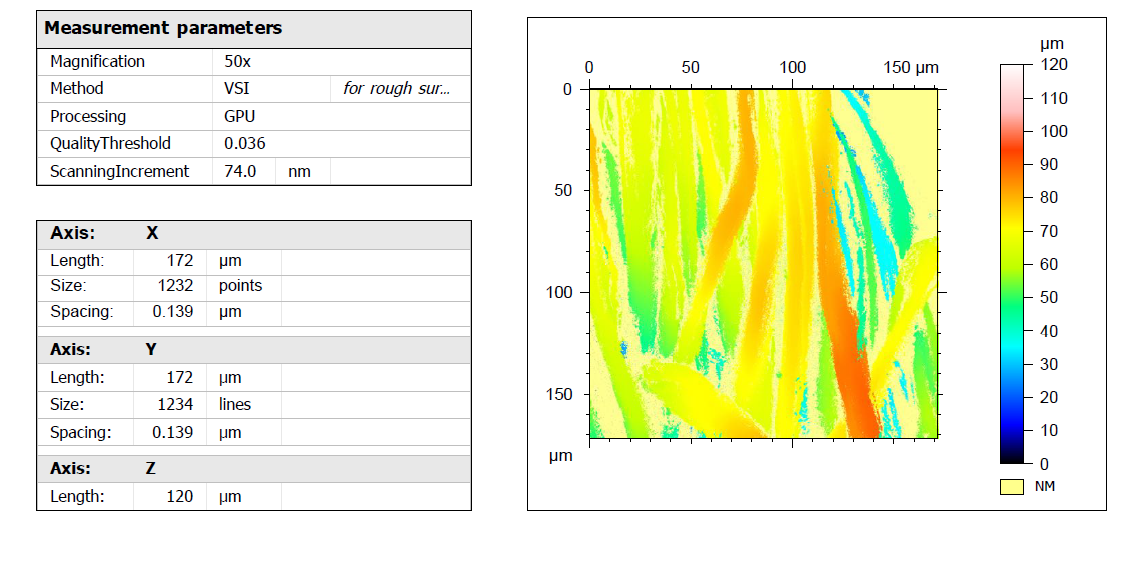 Measurement parameters
Magnification 50x
Method VSI for rough sur...
Processing GPU
QualityThreshold 0.036
ScanningIncrement 74.0 nm
Axis: X
Length: 172 µm
Size: 1232 points
Spacing: 0.139 µm
Axis: Y
Length: 172 µm
Size: 1234 lines
Spacing: 0.139 µm
Axis: Z
Length: 120 µm
0 50 100 150 µm
0
50
100
150
µm
µm
120
110
100
90
80
70
60
50
40
30
20
10
0
NM